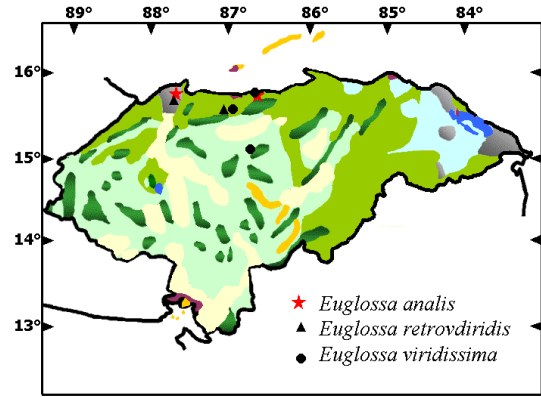 89° 88° 87° 86° 85° 84°
16°
15°
14°
13°
Euglossa analis
Euglossa retrovdiridis
Euglossa viridissima